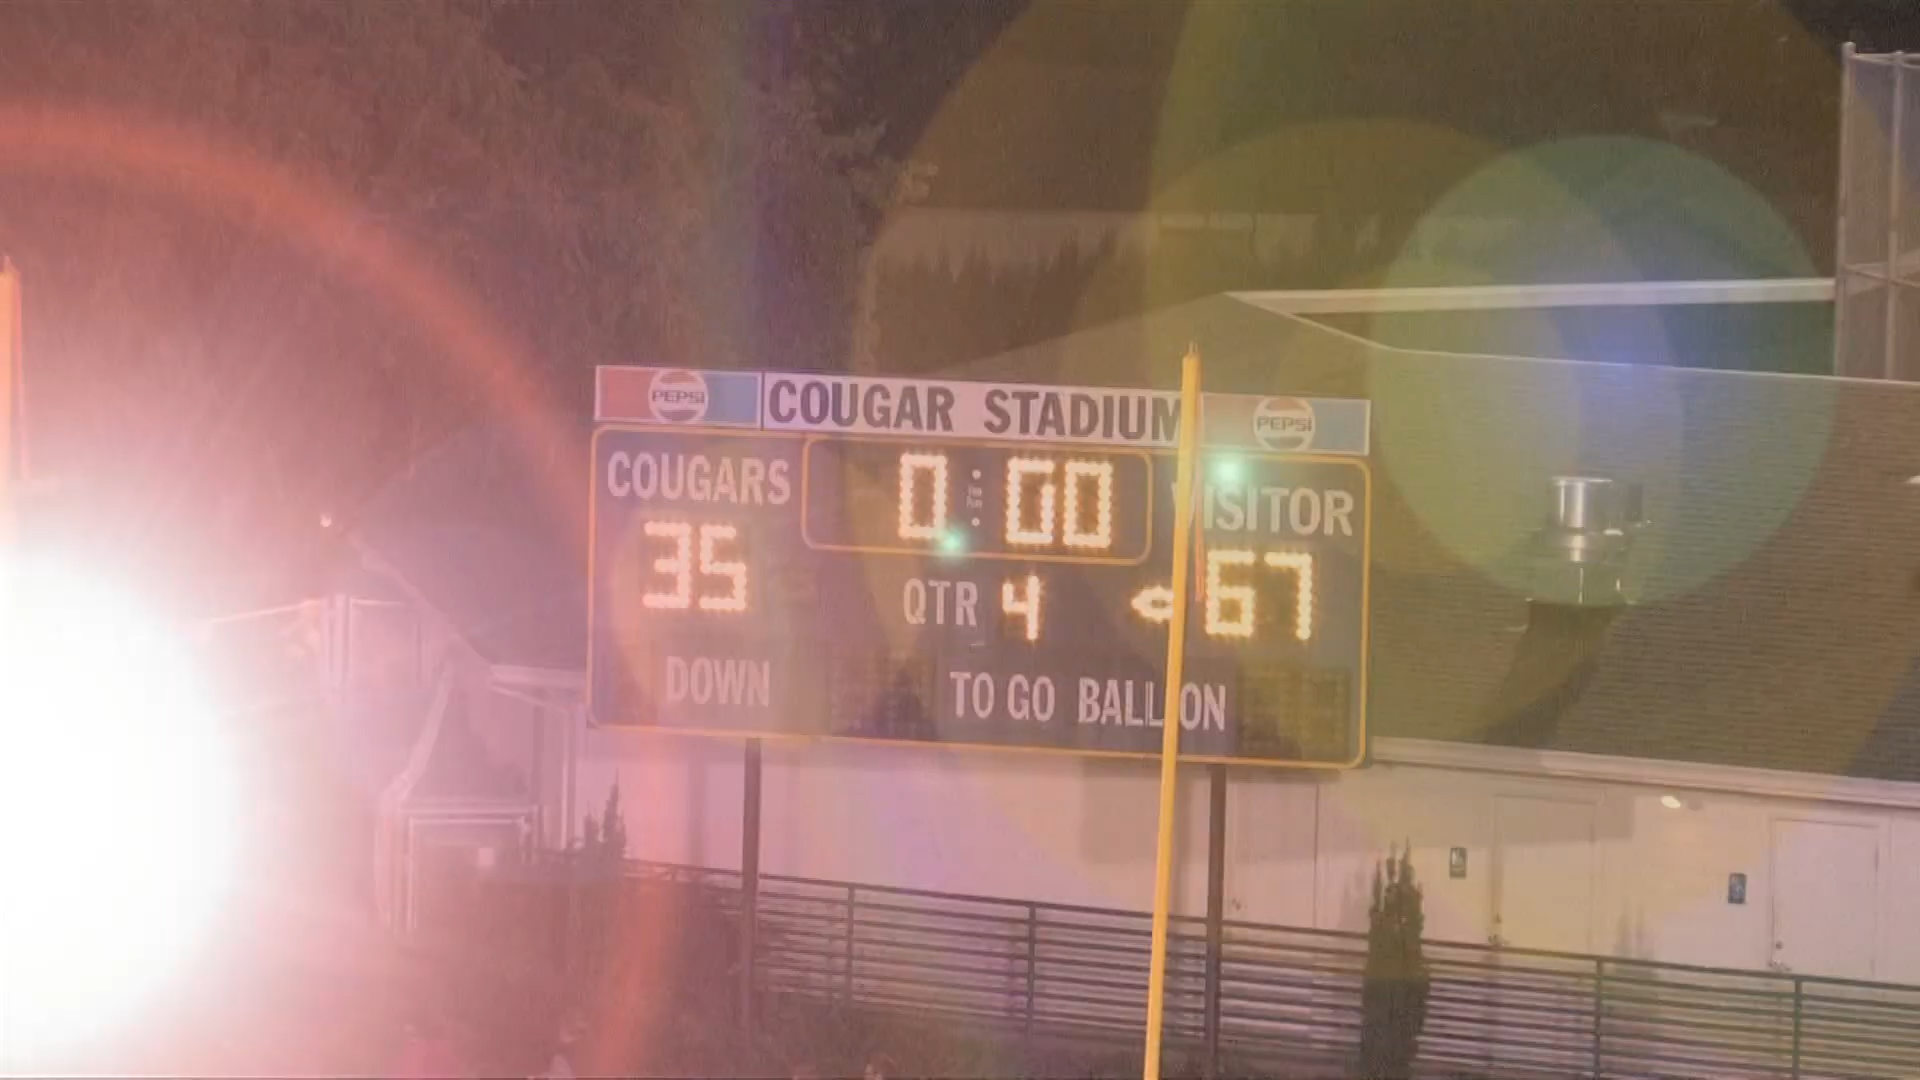 PEPSI COUGAR STADIUM PEPSI
COUGARS 0:00 VISITOR
35 QTR 4 67
DOWN TO GO BALL ON